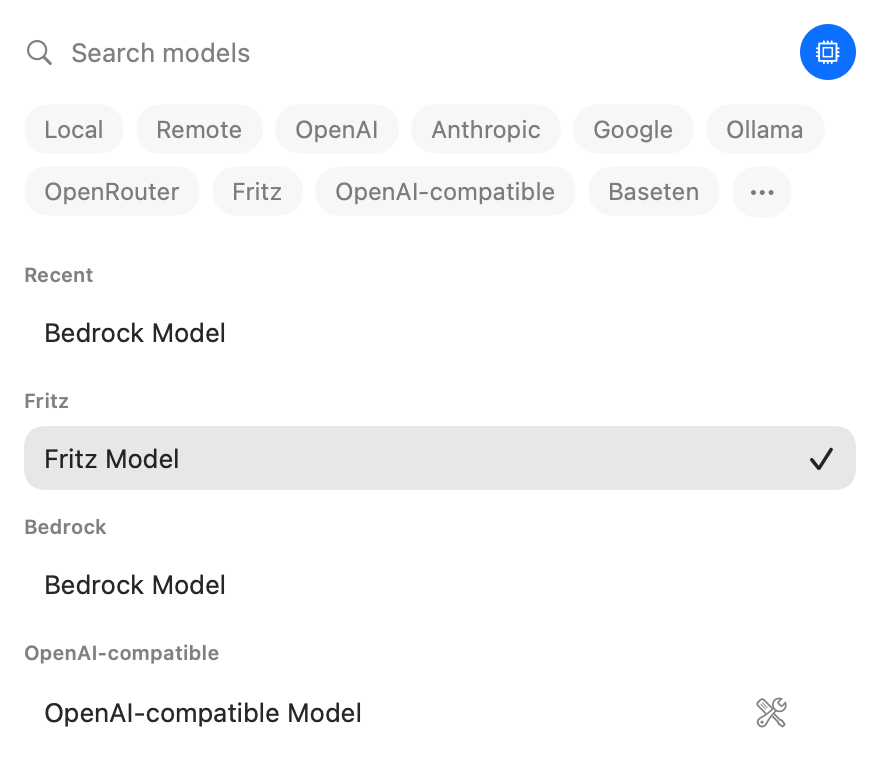 Search models
Local Remote OpenAI Anthropic Google Ollama
OpenRouter Fritz OpenAI-compatible Baseten ...
Recent
Bedrock Model
Fritz
Fritz Model
Bedrock
Bedrock Model
OpenAI-compatible
OpenAI-compatible Model